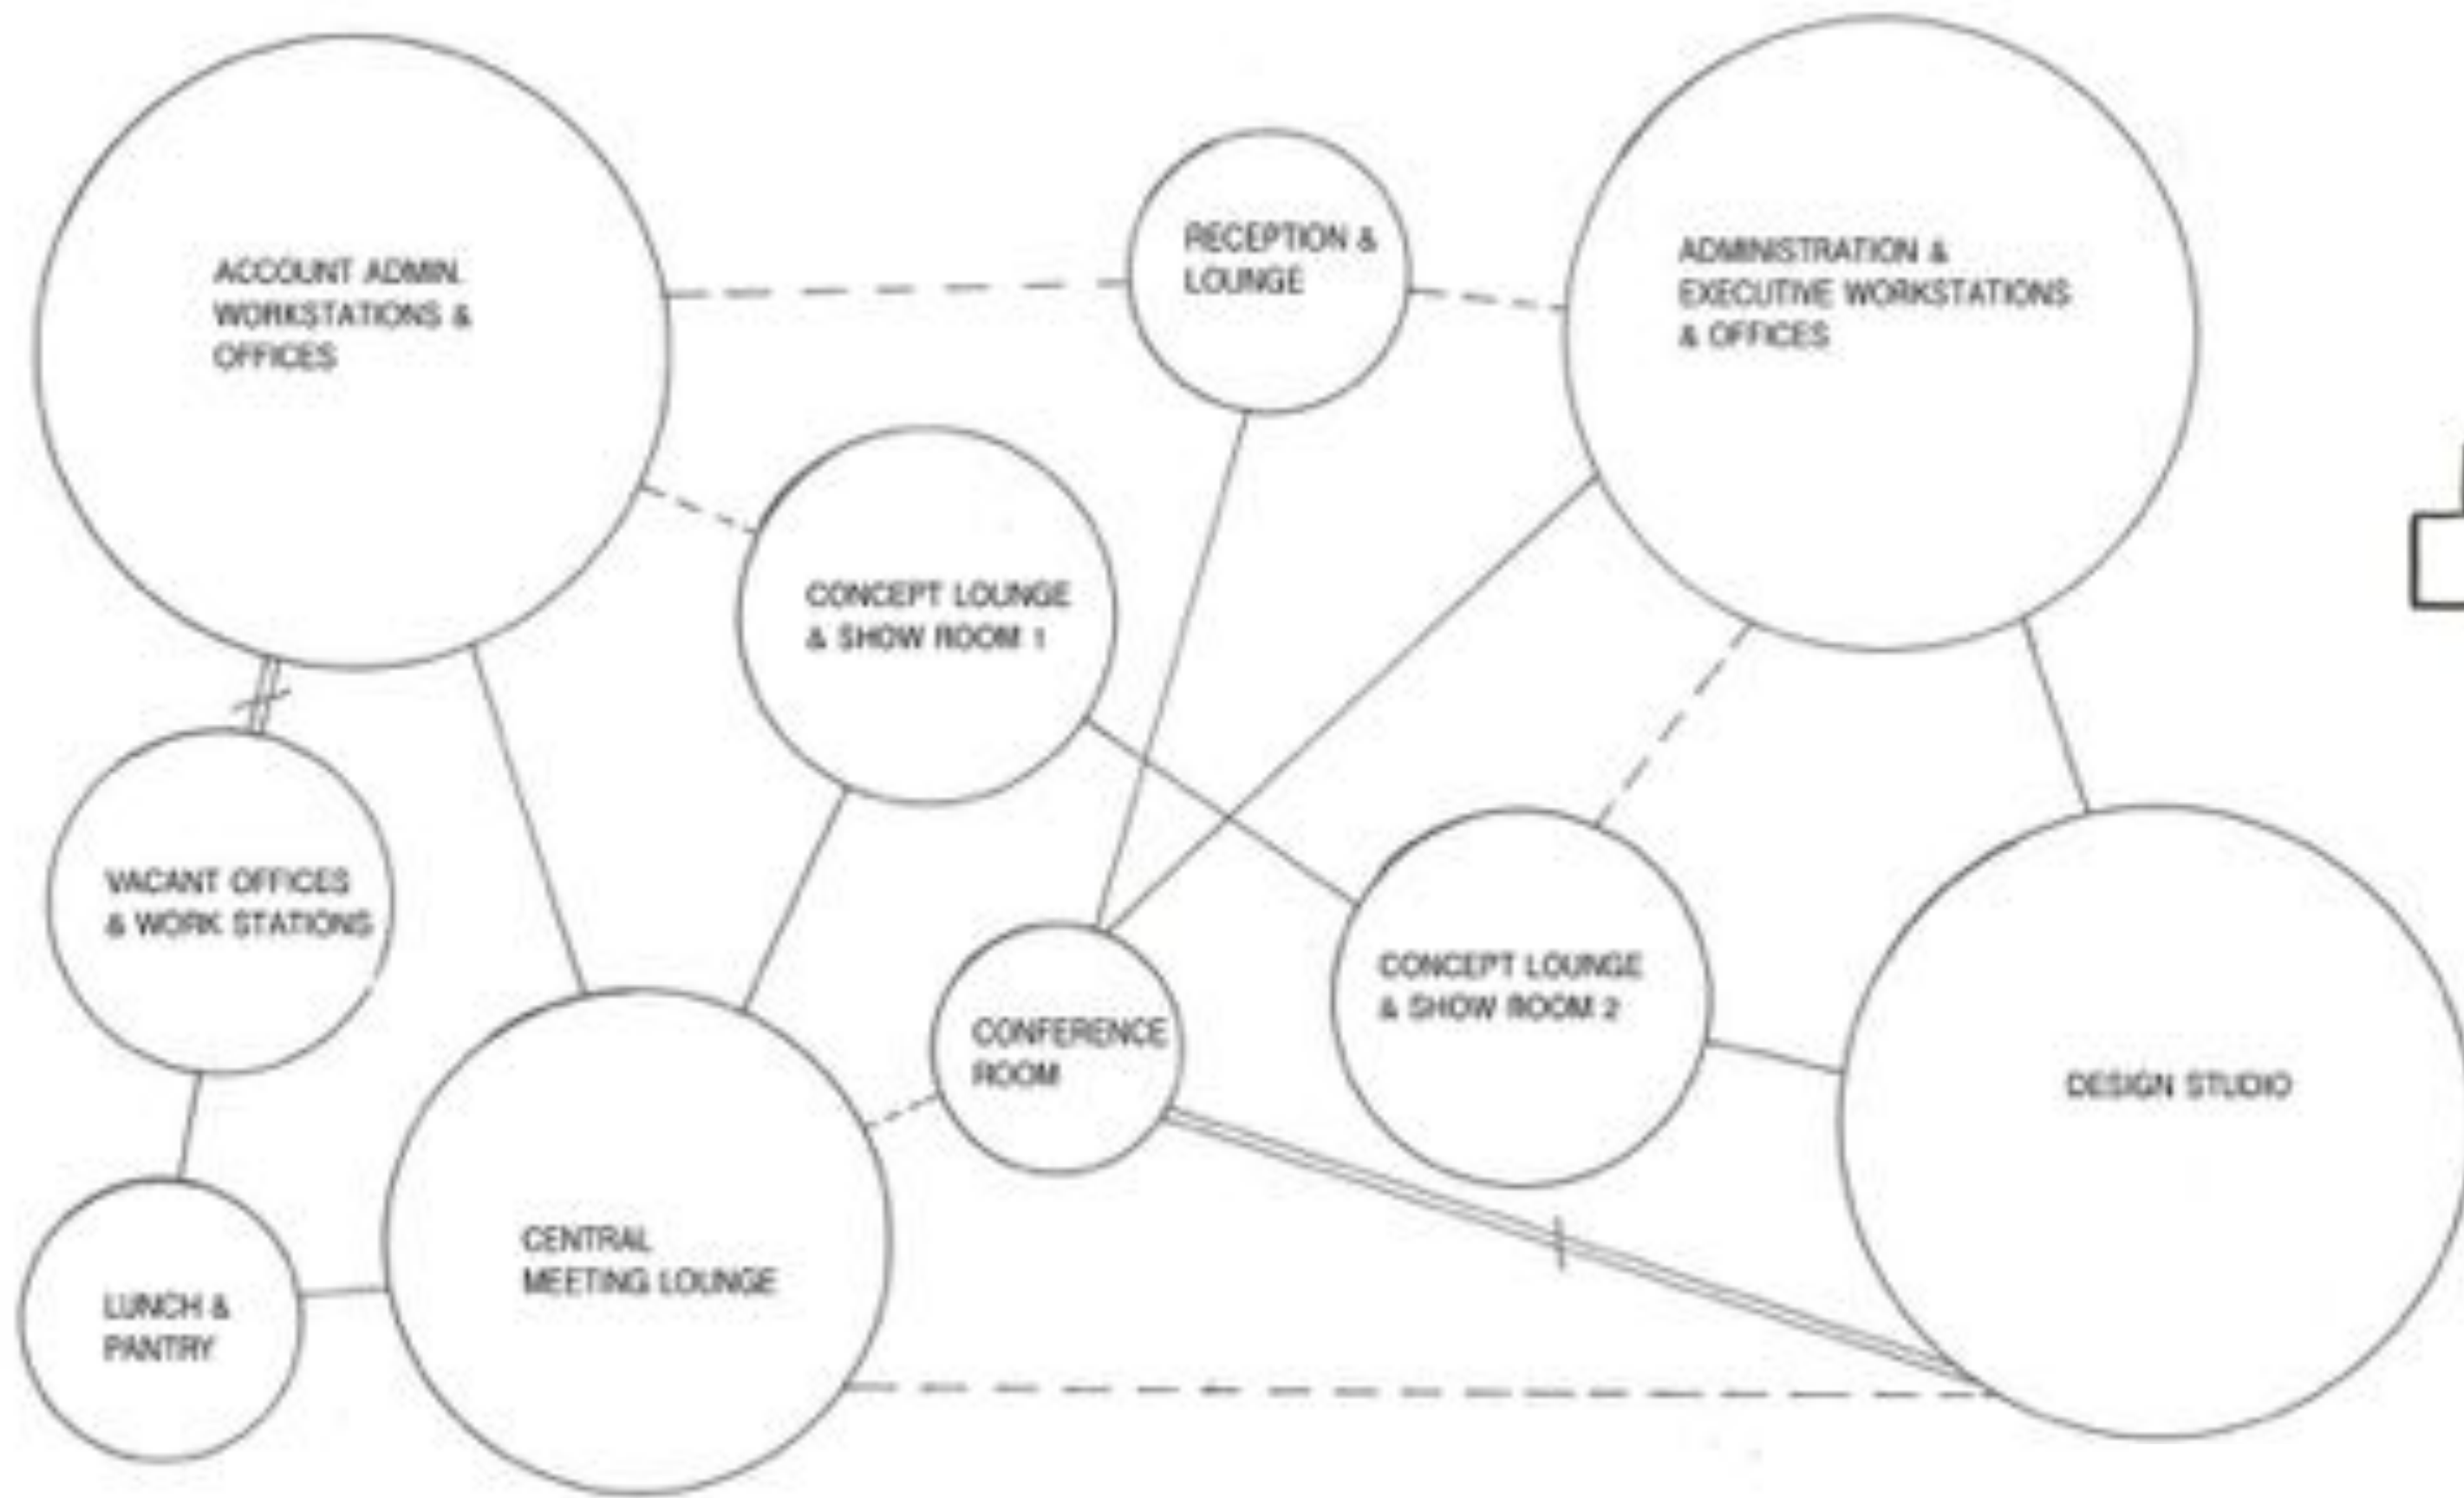 ACCOUNT ADMIN.
WORKSTATIONS &
OFFICES
RECEPTION &
LOUNGE
ADMINISTRATION &
EXECUTIVE WORKSTATIONS
& OFFICES
CONCEPT LOUNGE
& SHOW ROOM 1
VACANT OFFICES
& WORK STATIONS
CONFERENCE
ROOM
CONCEPT LOUNGE
& SHOW ROOM 2
DESIGN STUDIO
CENTRAL
MEETING LOUNGE
LUNCH &
PANTRY